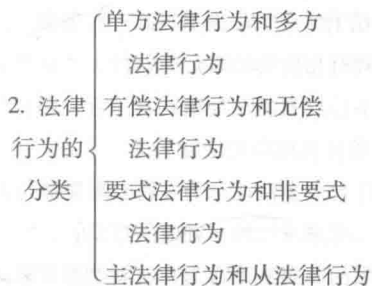 单方法律行为和多方
法律行为
2. 法律
有偿法律行为和无偿
行为的
法律行为
分类
要式法律行为和非要式
法律行为
主法律行为和从法律行为